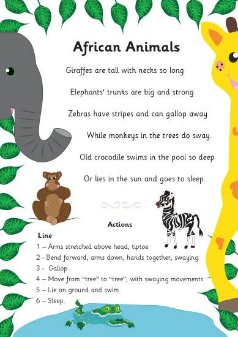 African Animals
Giraffes are tall with necks so long
Elephants' trunks are big and strong
Zebras have stripes and can gallop away
While monkeys in the trees do sway.
Old crocodile swims in the pool so deep
Or lies in the sun and goes to sleep.
Actions
Line
1 – Arms stretched above head, tiptoe
2 - Bend forward, arms down, hands together, swaying
3 - Gallop
4 – Move from "tree" to "tree", with swaying movements
5 – Lie on ground and swim.
6 – Sleep.